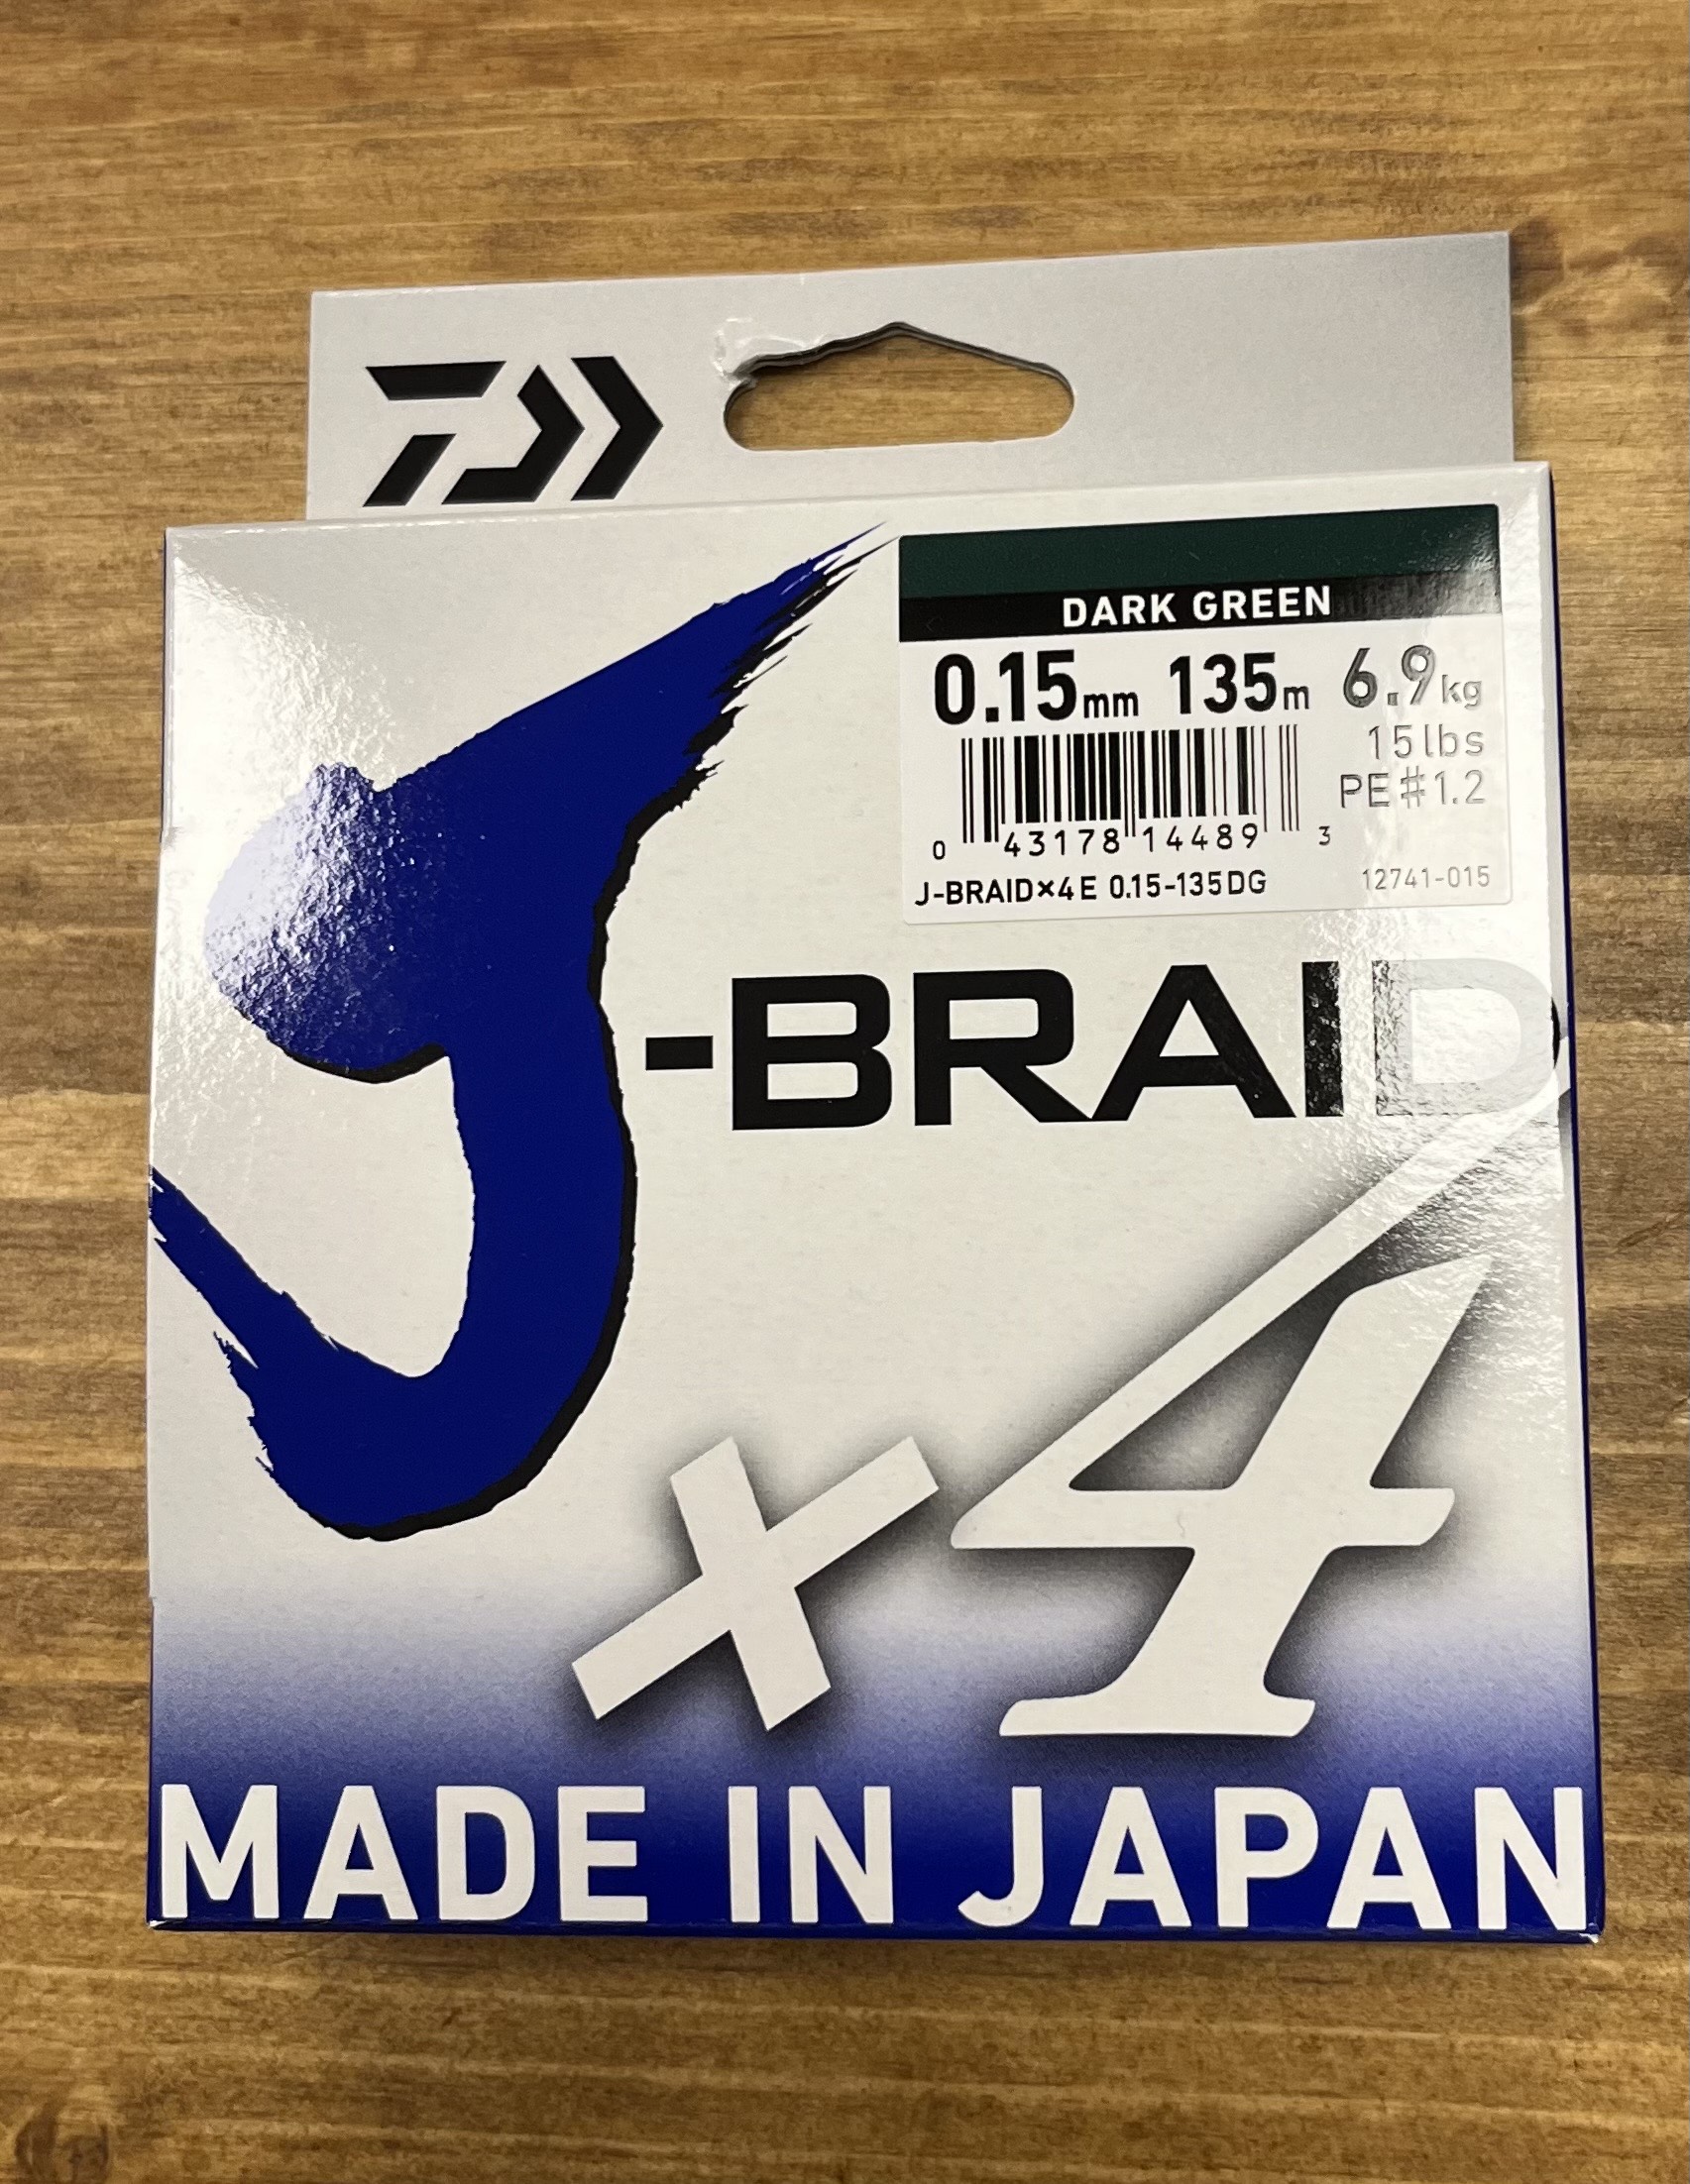 DARK GREEN
0.15mm 135m 6.9kg
15lbs
PE#1.2
0 43178 14489 3
J-BRAID×4E 0.15-135DG 12741-015
J-BRAID
×4
MADE IN JAPAN